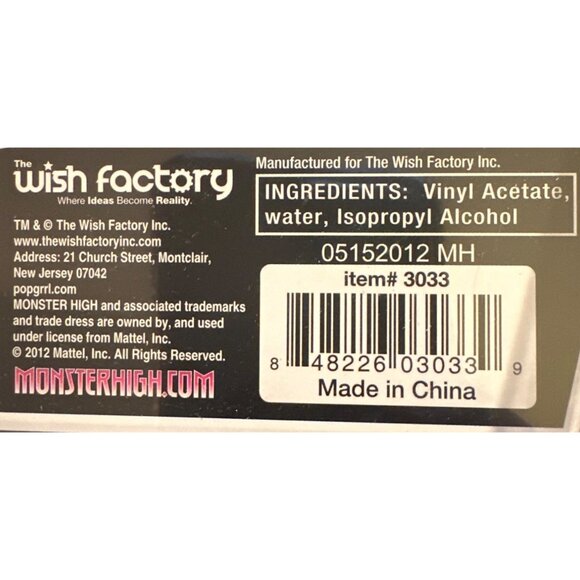 The
wish factory
Where Ideas Become Reality.
TM & © The Wish Factory Inc.
www.thewishfactoryinc.com
Address: 21 Church Street, Montclair,
New Jersey 07042
popgrrl.com
MONSTER HIGH and associated trademarks
and trade dress are owned by, and used
under license from Mattel, Inc.
© 2012 Mattel, Inc. All Rights Reserved.
MONSTERHIGH.COM
Manufactured for The Wish Factory Inc.
INGREDIENTS: Vinyl Acetate,
water, Isopropyl Alcohol
05152012 MH
item# 3033
8 48226 03033 9
Made in China